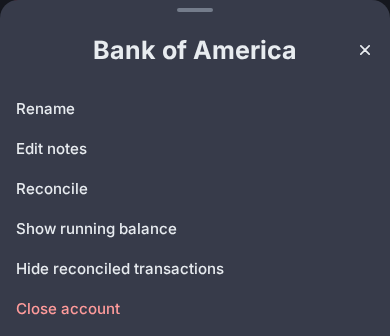 Bank of America
Rename
Edit notes
Reconcile
Show running balance
Hide reconciled transactions
Close account